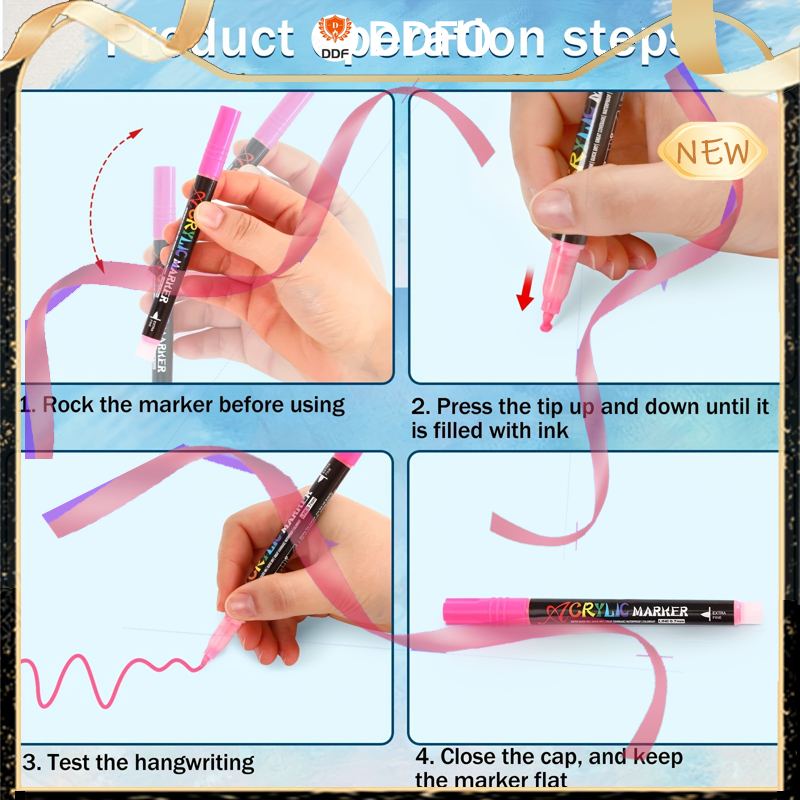 Product operation steps
DDFO
DDF
NEW
ACRYLIC MARKER
1. Rock the marker before using
2. Press the tip up and down until it
is filled with ink
ACRYLIC MARKER
EXTRA
FINE
3. Test the hangwriting
4. Close the cap, and keep
the marker flat